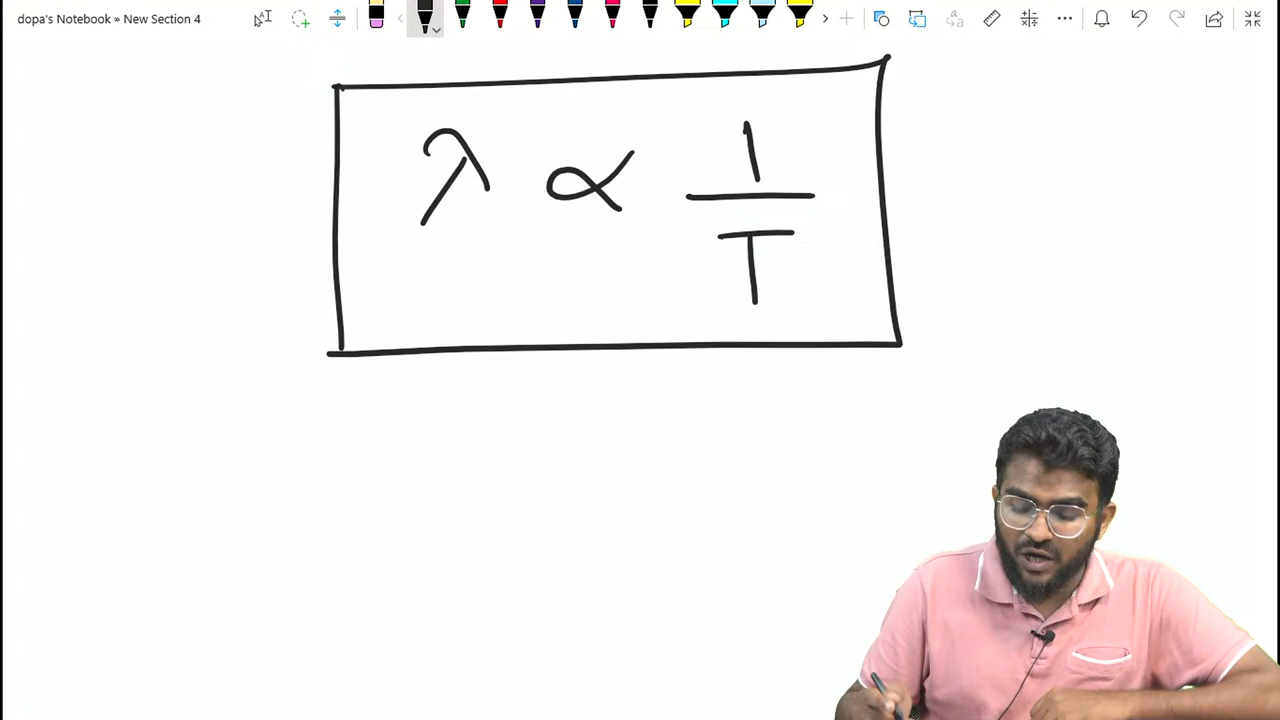 dopa's Notebook » New Section 4
λ ∝ 1/T